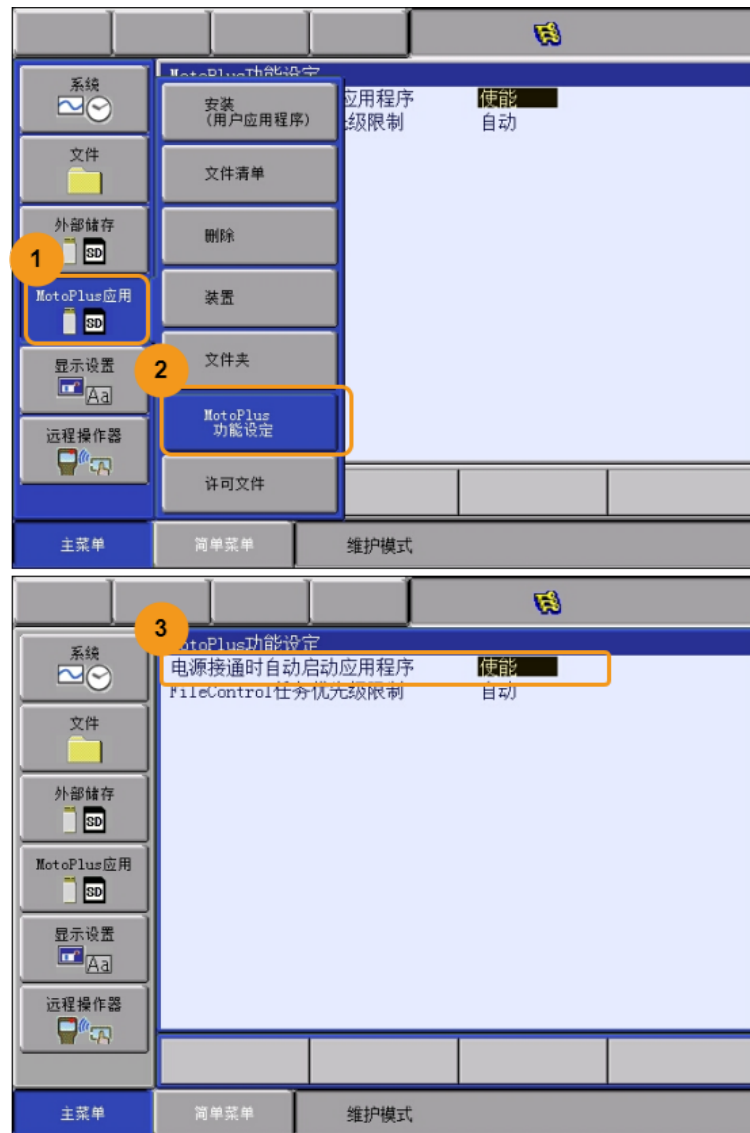 系统
文件
外部储存
SD
1
MotoPlus应用
SD
显示设置
Aa
远程操作器
MotoPlus功能设定
安装
(用户应用程序)
文件清单
删除
装置
文件夹
2
MotoPlus
功能设定
许可文件
应用程序 使能
级限制 自动
主菜单 简单菜单 维护模式
系统
文件
外部储存
SD
MotoPlus应用
SD
显示设置
Aa
远程操作器
3
MotoPlus功能设定
电源接通时自动启动应用程序 使能
FileControl任务优先级限制 自动
主菜单 简单菜单 维护模式